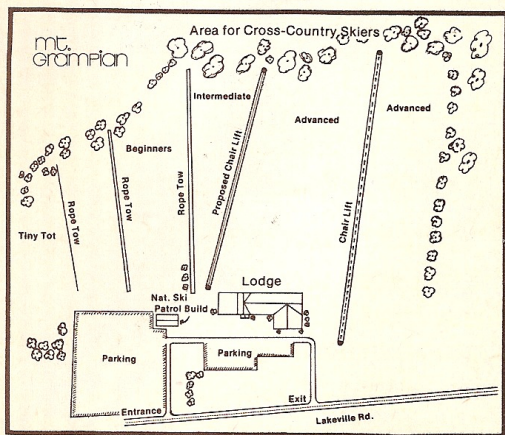 mt. Grampian
Area for Cross-Country Skiers
Intermediate
Advanced
Advanced
Beginners
Rope Tow
Rope Tow
Rope Tow
Proposed Chair Lift
Chair Lift
Tiny Tot
Lodge
Nat. Ski
Patrol Build
Parking
Parking
Entrance
Exit
Lakeville Rd.